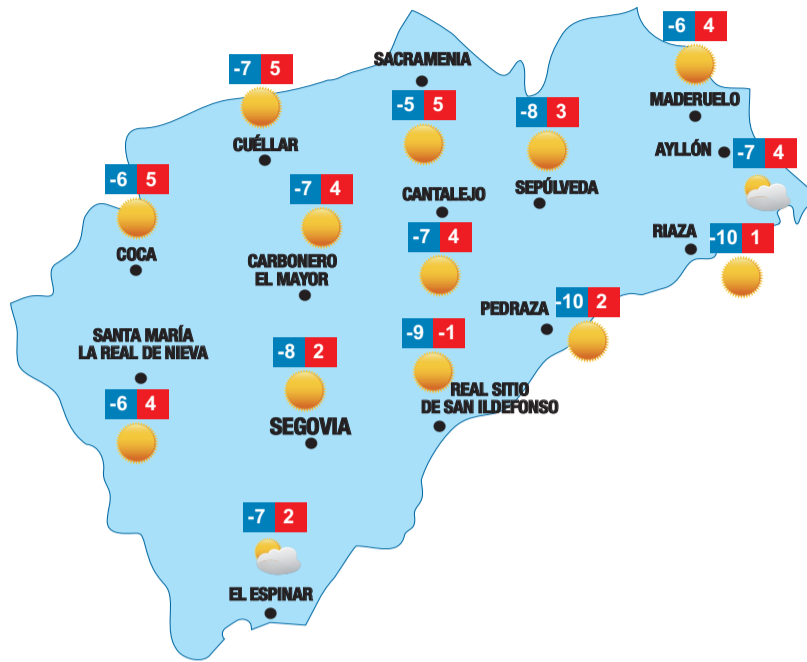 -6 4
MADERUELO
SACRAMENIA
-5 5
-7 5
CUÉLLAR
-8 3
SEPÚLVEDA
AYLLÓN
-7 4
-6 5
COCA
-7 4
CARBONERO
EL MAYOR
CANTALEJO
-7 4
RIAZA
-10 1
PEDRAZA
-10 2
SANTA MARÍA
LA REAL DE NIEVA
-6 4
-8 2
SEGOVIA
-9 -1
REAL SITIO
DE SAN ILDEFONSO
-7 2
EL ESPINAR